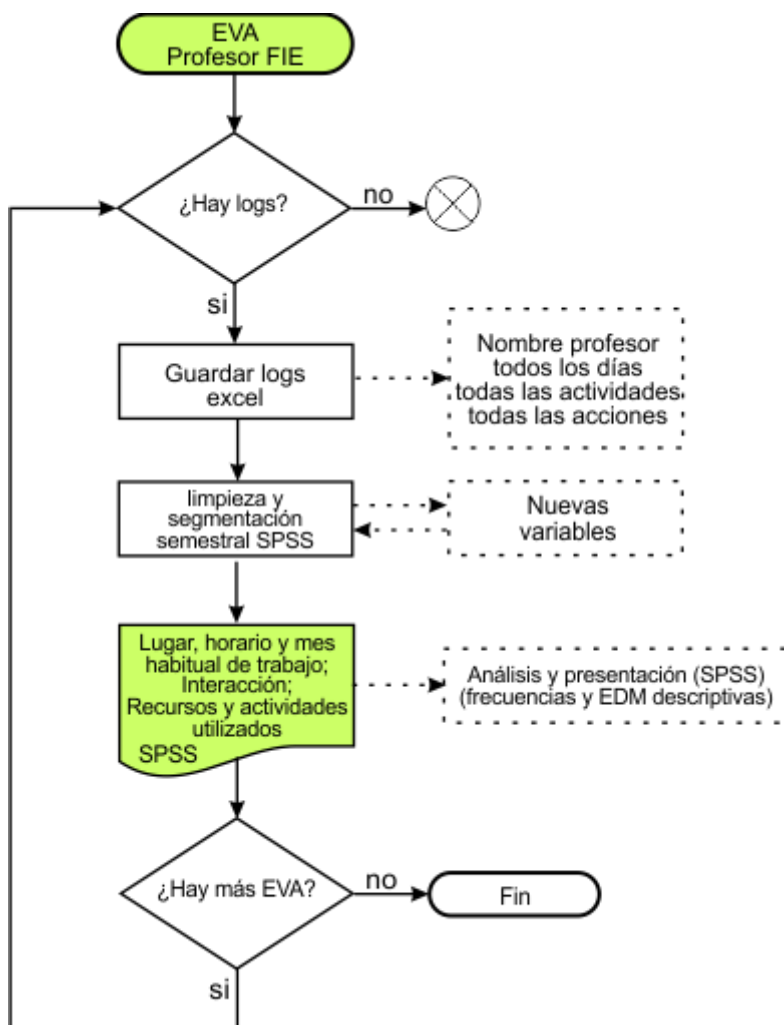 EVA
Profesor FIE
¿Hay logs?
no
si
Guardar logs
excel
Nombre profesor
todos los días
todas las actividades
todas las acciones
limpieza y
segmentación
semestral SPSS
Nuevas
variables
Lugar, horario y mes
habitual de trabajo;
Interacción;
Recursos y actividades
utilizados
SPSS
Análisis y presentación (SPSS)
(frecuencias y EDM descriptivas)
¿Hay más EVA?
no
Fin
si